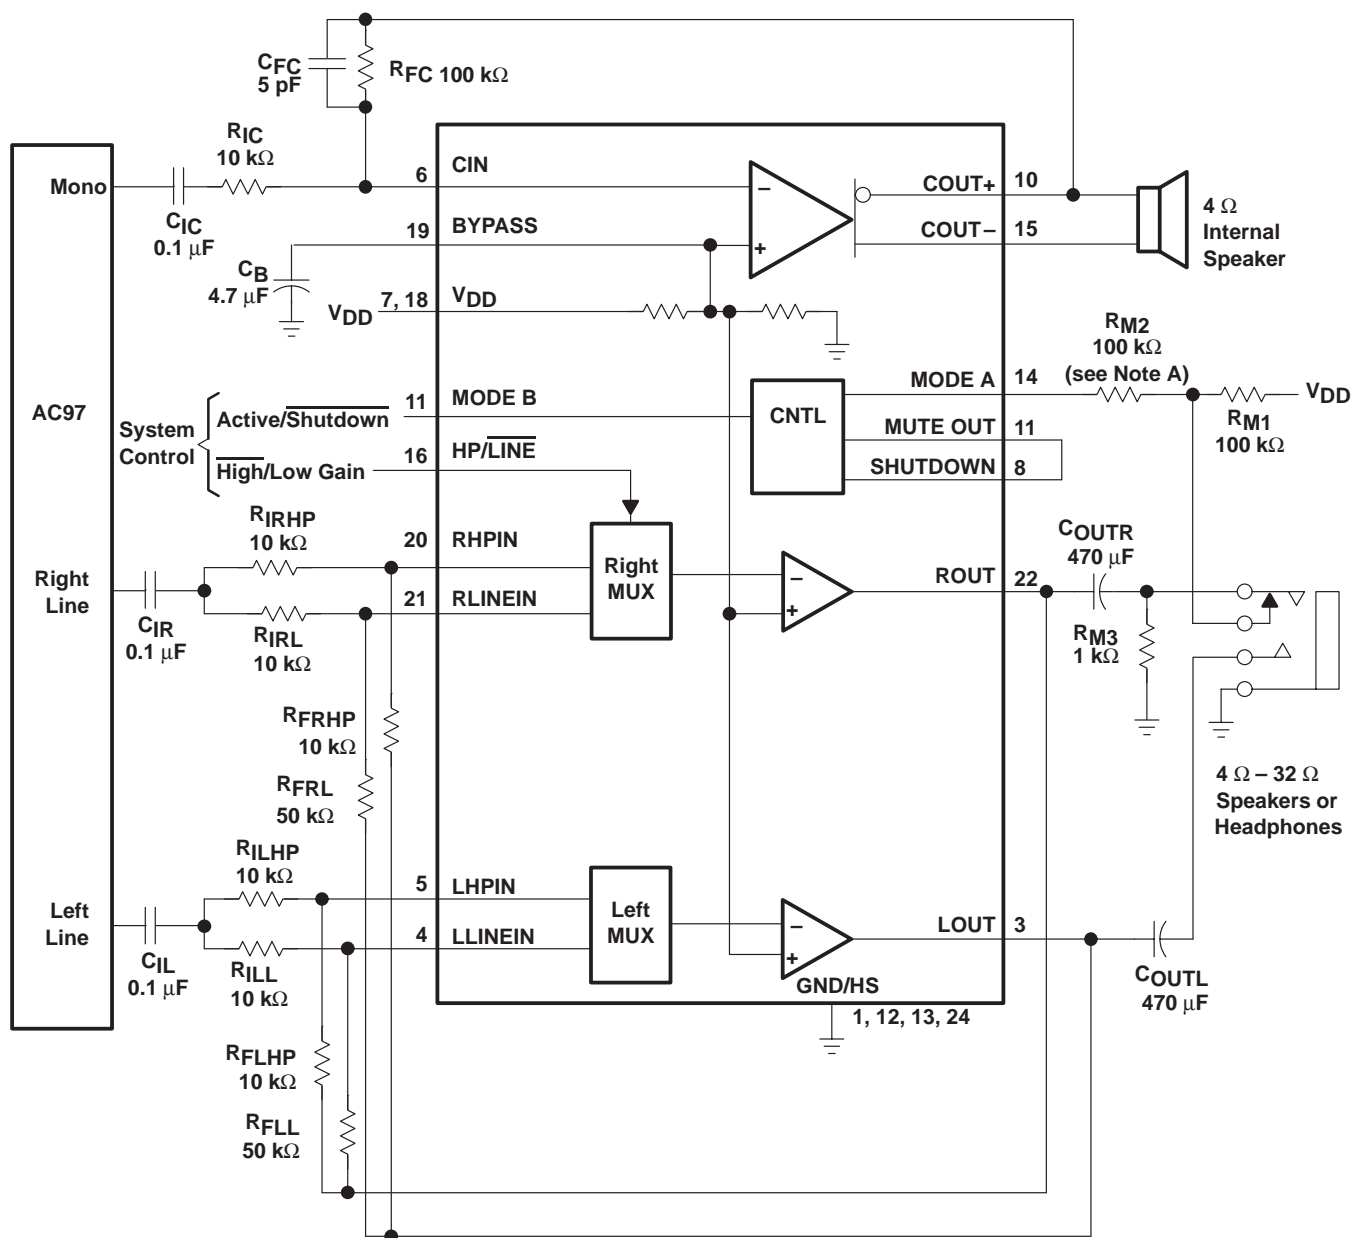 CFC
5 pF
RFC 100 kΩ
RIC
10 kΩ
Mono
CIC
0.1 μF
6
CIN
19
BYPASS
CB
4.7 μF
VDD
7, 18
VDD
−
+
COUT+
10
COUT−
15
4 Ω
Internal
Speaker
AC97
System
Control
Active/Shutdown
11
MODE B
High/Low Gain
16
HP/LINE
CNTL
MODE A
14
MUTE OUT
11
SHUTDOWN
8
RM2
100 kΩ
(see Note A)
RM1
100 kΩ
VDD
Right
Line
CIR
0.1 μF
RIRHP
10 kΩ
RIRL
10 kΩ
20
RHPIN
21
RLINEIN
Right
MUX
−
+
ROUT
22
COUTR
470 μF
RM3
1 kΩ
4 Ω – 32 Ω
Speakers or
Headphones
RFRHP
10 kΩ
RFRL
50 kΩ
Left
Line
CIL
0.1 μF
RILHP
10 kΩ
RILL
10 kΩ
5
LHPIN
4
LLINEIN
Left
MUX
−
+
LOUT
3
COUTL
470 μF
GND/HS
1, 12, 13, 24
RFLHP
10 kΩ
RFLL
50 kΩ